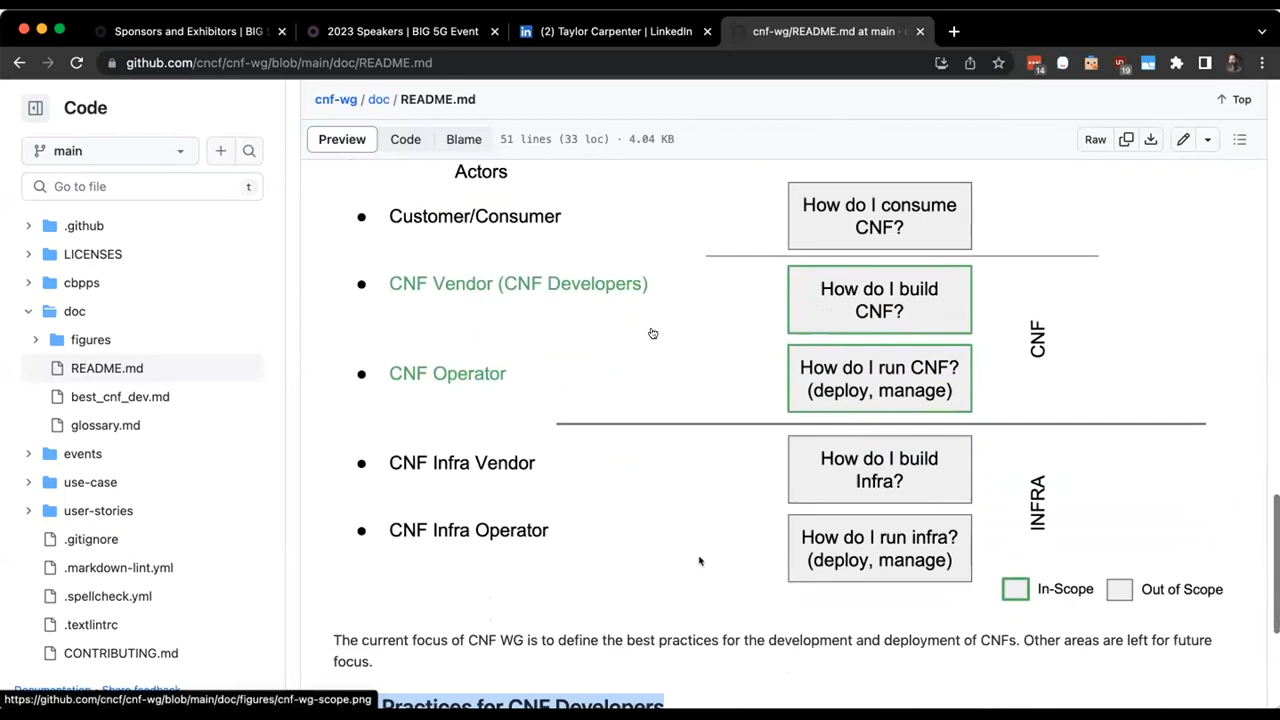 Sponsors and Exhibitors | BIG
2023 Speakers | BIG 5G Event
(2) Taylor Carpenter | LinkedIn
cnf-wg/README.md at main ·
github.com/cncf/cnf-wg/blob/main/doc/README.md
14
19
Code
main
Go to file
t
.github
LICENSES
cbpps
doc
figures
README.md
best_cnf_dev.md
glossary.md
events
use-case
user-stories
.gitignore
.markdown-lint.yml
.spellcheck.yml
.textlintrc
CONTRIBUTING.md
Documentation · Share feedback
https://github.com/cncf/cnf-wg/blob/main/doc/figures/cnf-wg-scope.png
cnf-wg / doc / README.md
Top
Preview
Code
Blame
51 lines (33 loc) · 4.04 KB
Raw
Actors
Customer/Consumer
How do I consume
CNF?
CNF Vendor (CNF Developers)
How do I build
CNF?
CNF
CNF Operator
How do I run CNF?
(deploy, manage)
CNF Infra Vendor
How do I build
Infra?
INFRA
CNF Infra Operator
How do I run infra?
(deploy, manage)
In-Scope
Out of Scope
The current focus of CNF WG is to define the best practices for the development and deployment of CNFs. Other areas are left for future
focus.
Practices for CNF Developers